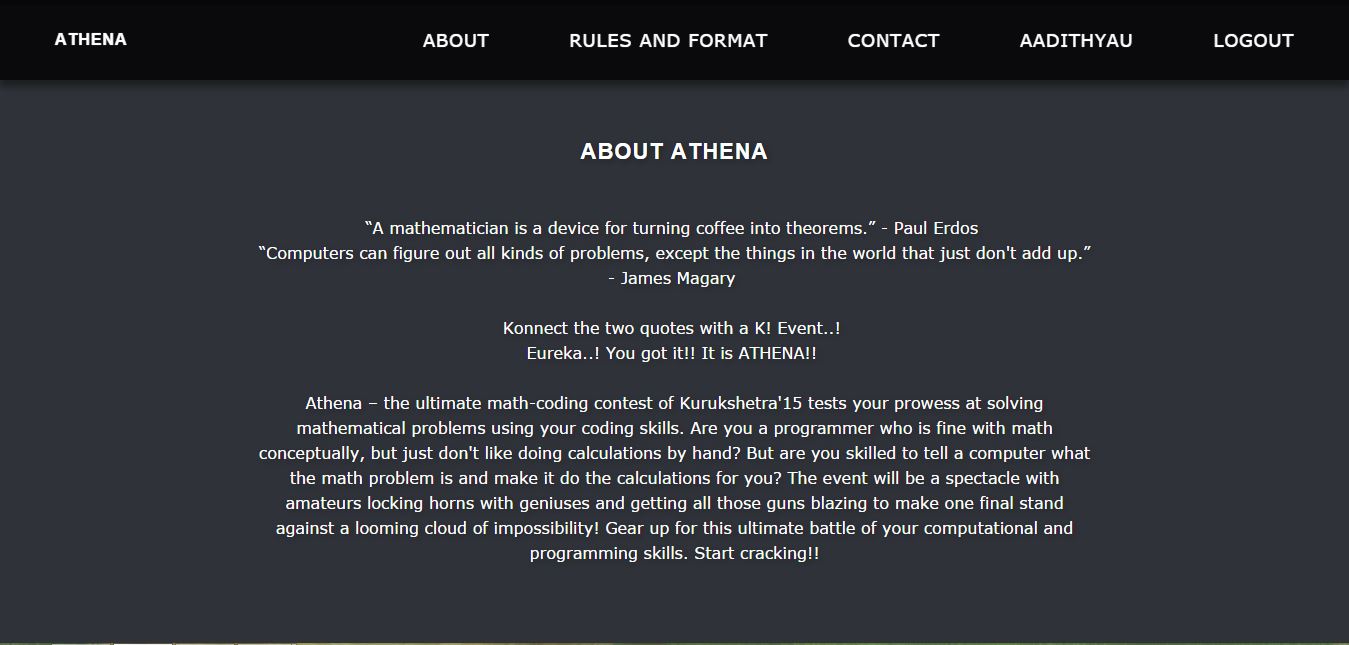 ATHENA
ABOUT
RULES AND FORMAT
CONTACT
AADITHYAU
LOGOUT
ABOUT ATHENA
“A mathematician is a device for turning coffee into theorems.” - Paul Erdos
“Computers can figure out all kinds of problems, except the things in the world that just don't add up.”
- James Magary
Konnect the two quotes with a K! Event..!
Eureka..! You got it!! It is ATHENA!!
Athena – the ultimate math-coding contest of Kurukshetra'15 tests your prowess at solving
mathematical problems using your coding skills. Are you a programmer who is fine with math
conceptually, but just don't like doing calculations by hand? But are you skilled to tell a computer what
the math problem is and make it do the calculations for you? The event will be a spectacle with
amateurs locking horns with geniuses and getting all those guns blazing to make one final stand
against a looming cloud of impossibility! Gear up for this ultimate battle of your computational and
programming skills. Start cracking!!